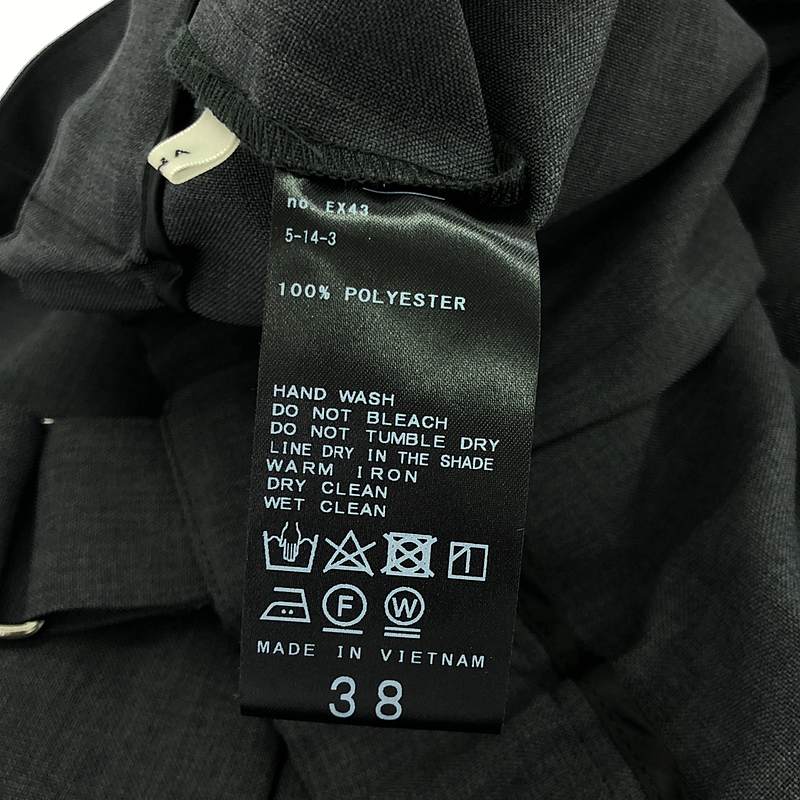 no. EX43
5-14-3
100% POLYESTER
HAND WASH
DO NOT BLEACH
DO NOT TUMBLE DRY
LINE DRY IN THE SHADE
WARM IRON
DRY CLEAN
WET CLEAN
F W
MADE IN VIETNAM
38